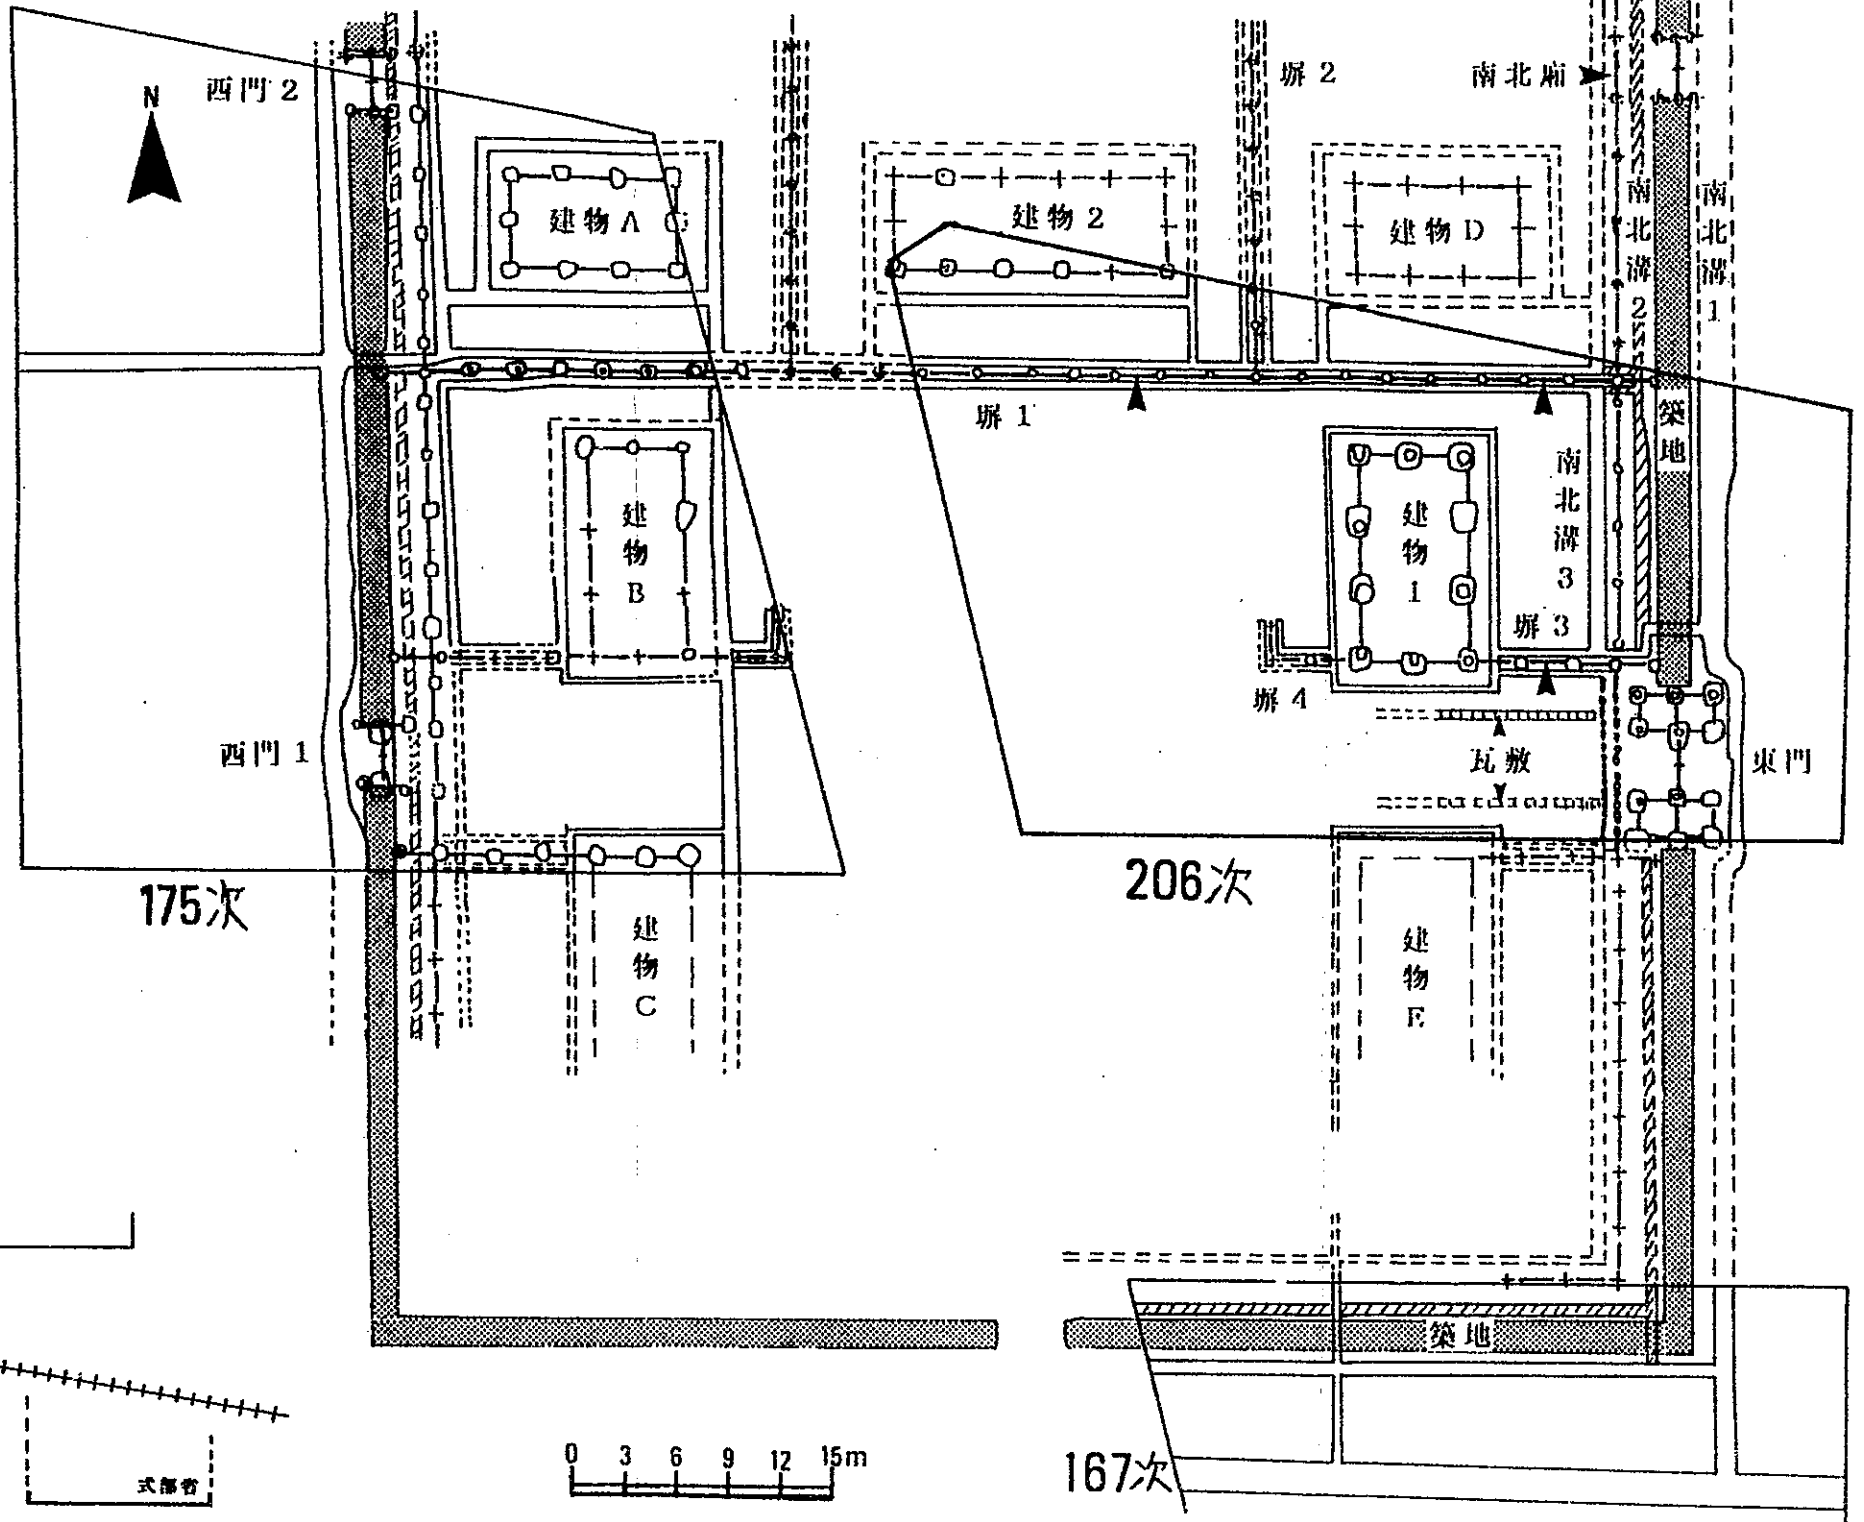 西門 2
N
塀 2
南北廂
建物 A
建物 2
建物 D
南北溝 2
南北溝 1
塀 1
築地
建物 B
建物 1
南北溝 3
塀 3
塀 4
西門 1
瓦敷
東門
175次
206次
建物 C
建物 E
築地
0 3 6 9 12 15m
167次
式部省